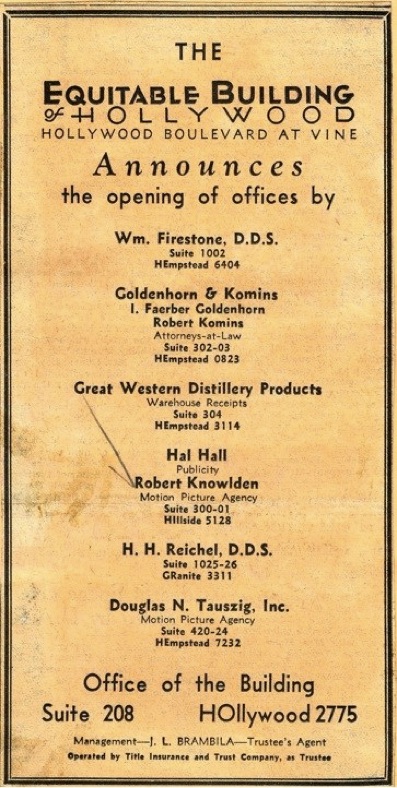 THE
EQUITABLE BUILDING
of HOLLYWOOD
HOLLYWOOD BOULEVARD AT VINE
Announces
the opening of offices by
Wm. Firestone, D.D.S.
Suite 1002
HEmpstead 6404
Goldenhorn & Komins
I. Faerber Goldenhorn
Robert Komins
Attorneys-at-Law
Suite 302-03
HEmpstead 0823
Great Western Distillery Products
Warehouse Receipts
Suite 304
HEmpstead 3114
Hal Hall
Publicity
Robert Knowlden
Motion Picture Agency
Suite 300-01
HIllside 5128
H. H. Reichel, D.D.S.
Suite 1025-26
GRanite 3311
Douglas N. Tauszig, Inc.
Motion Picture Agency
Suite 420-24
HEmpstead 7232
Office of the Building
Suite 208 HOllywood 2775
Management—J. L. BRAMBILA—Trustee's Agent
Operated by Title Insurance and Trust Company, as Trustee